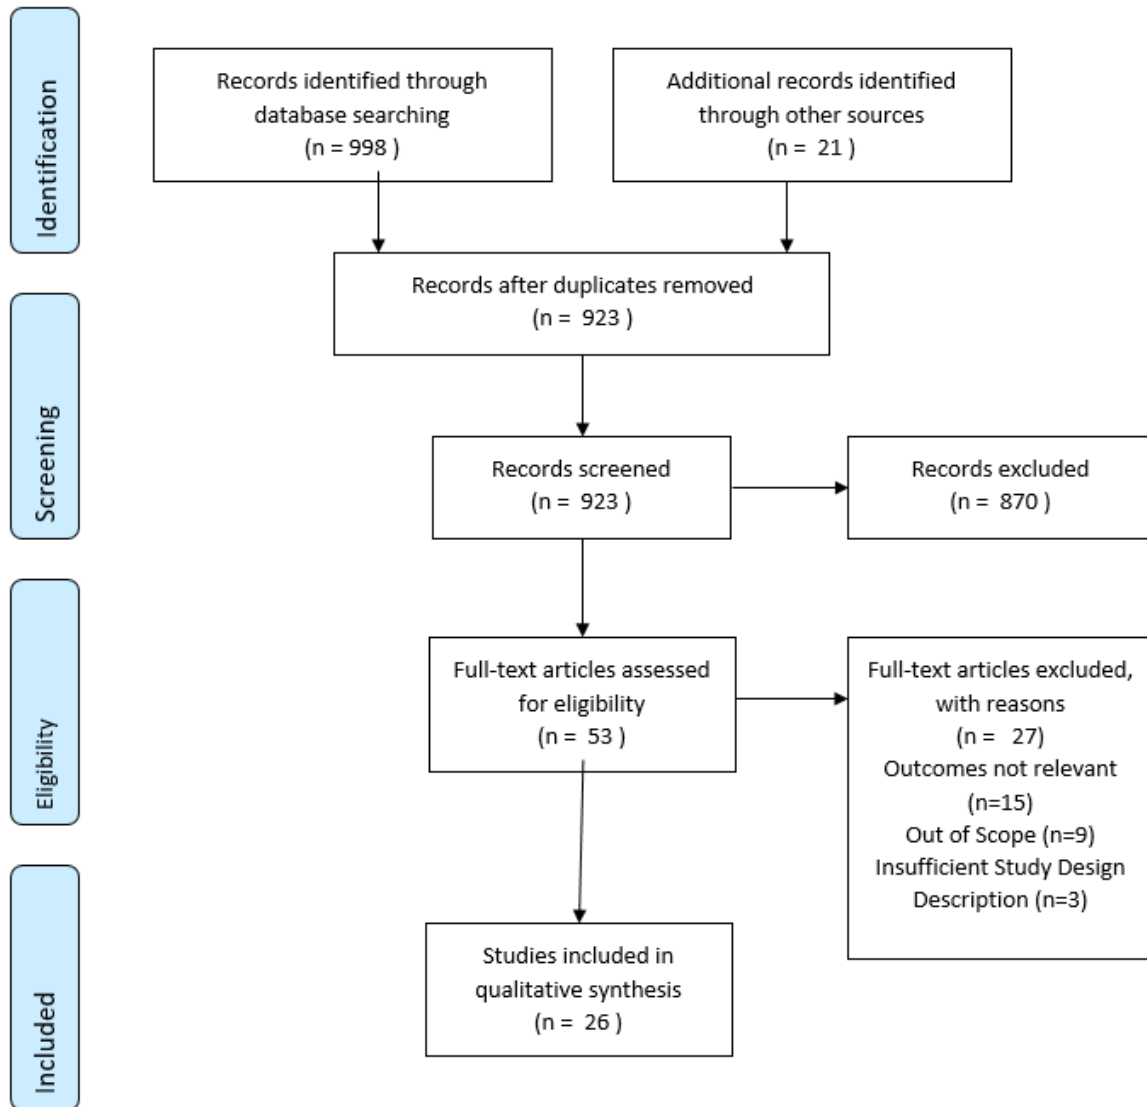 Identification
Records identified through
database searching
(n = 998 )
Additional records identified
through other sources
(n =  21 )
Records after duplicates removed
(n =  923 )
Screening
Records screened
(n =  923 )
Records excluded
(n =  870 )
Eligibility
Full-text articles assessed
for eligibility
(n =  53 )
Full-text articles excluded,
with reasons
(n =   27)
Outcomes not relevant
(n=15)
Out of Scope (n=9)
Insufficient Study Design
Description (n=3)
Included
Studies included in
qualitative synthesis
(n =  26 )